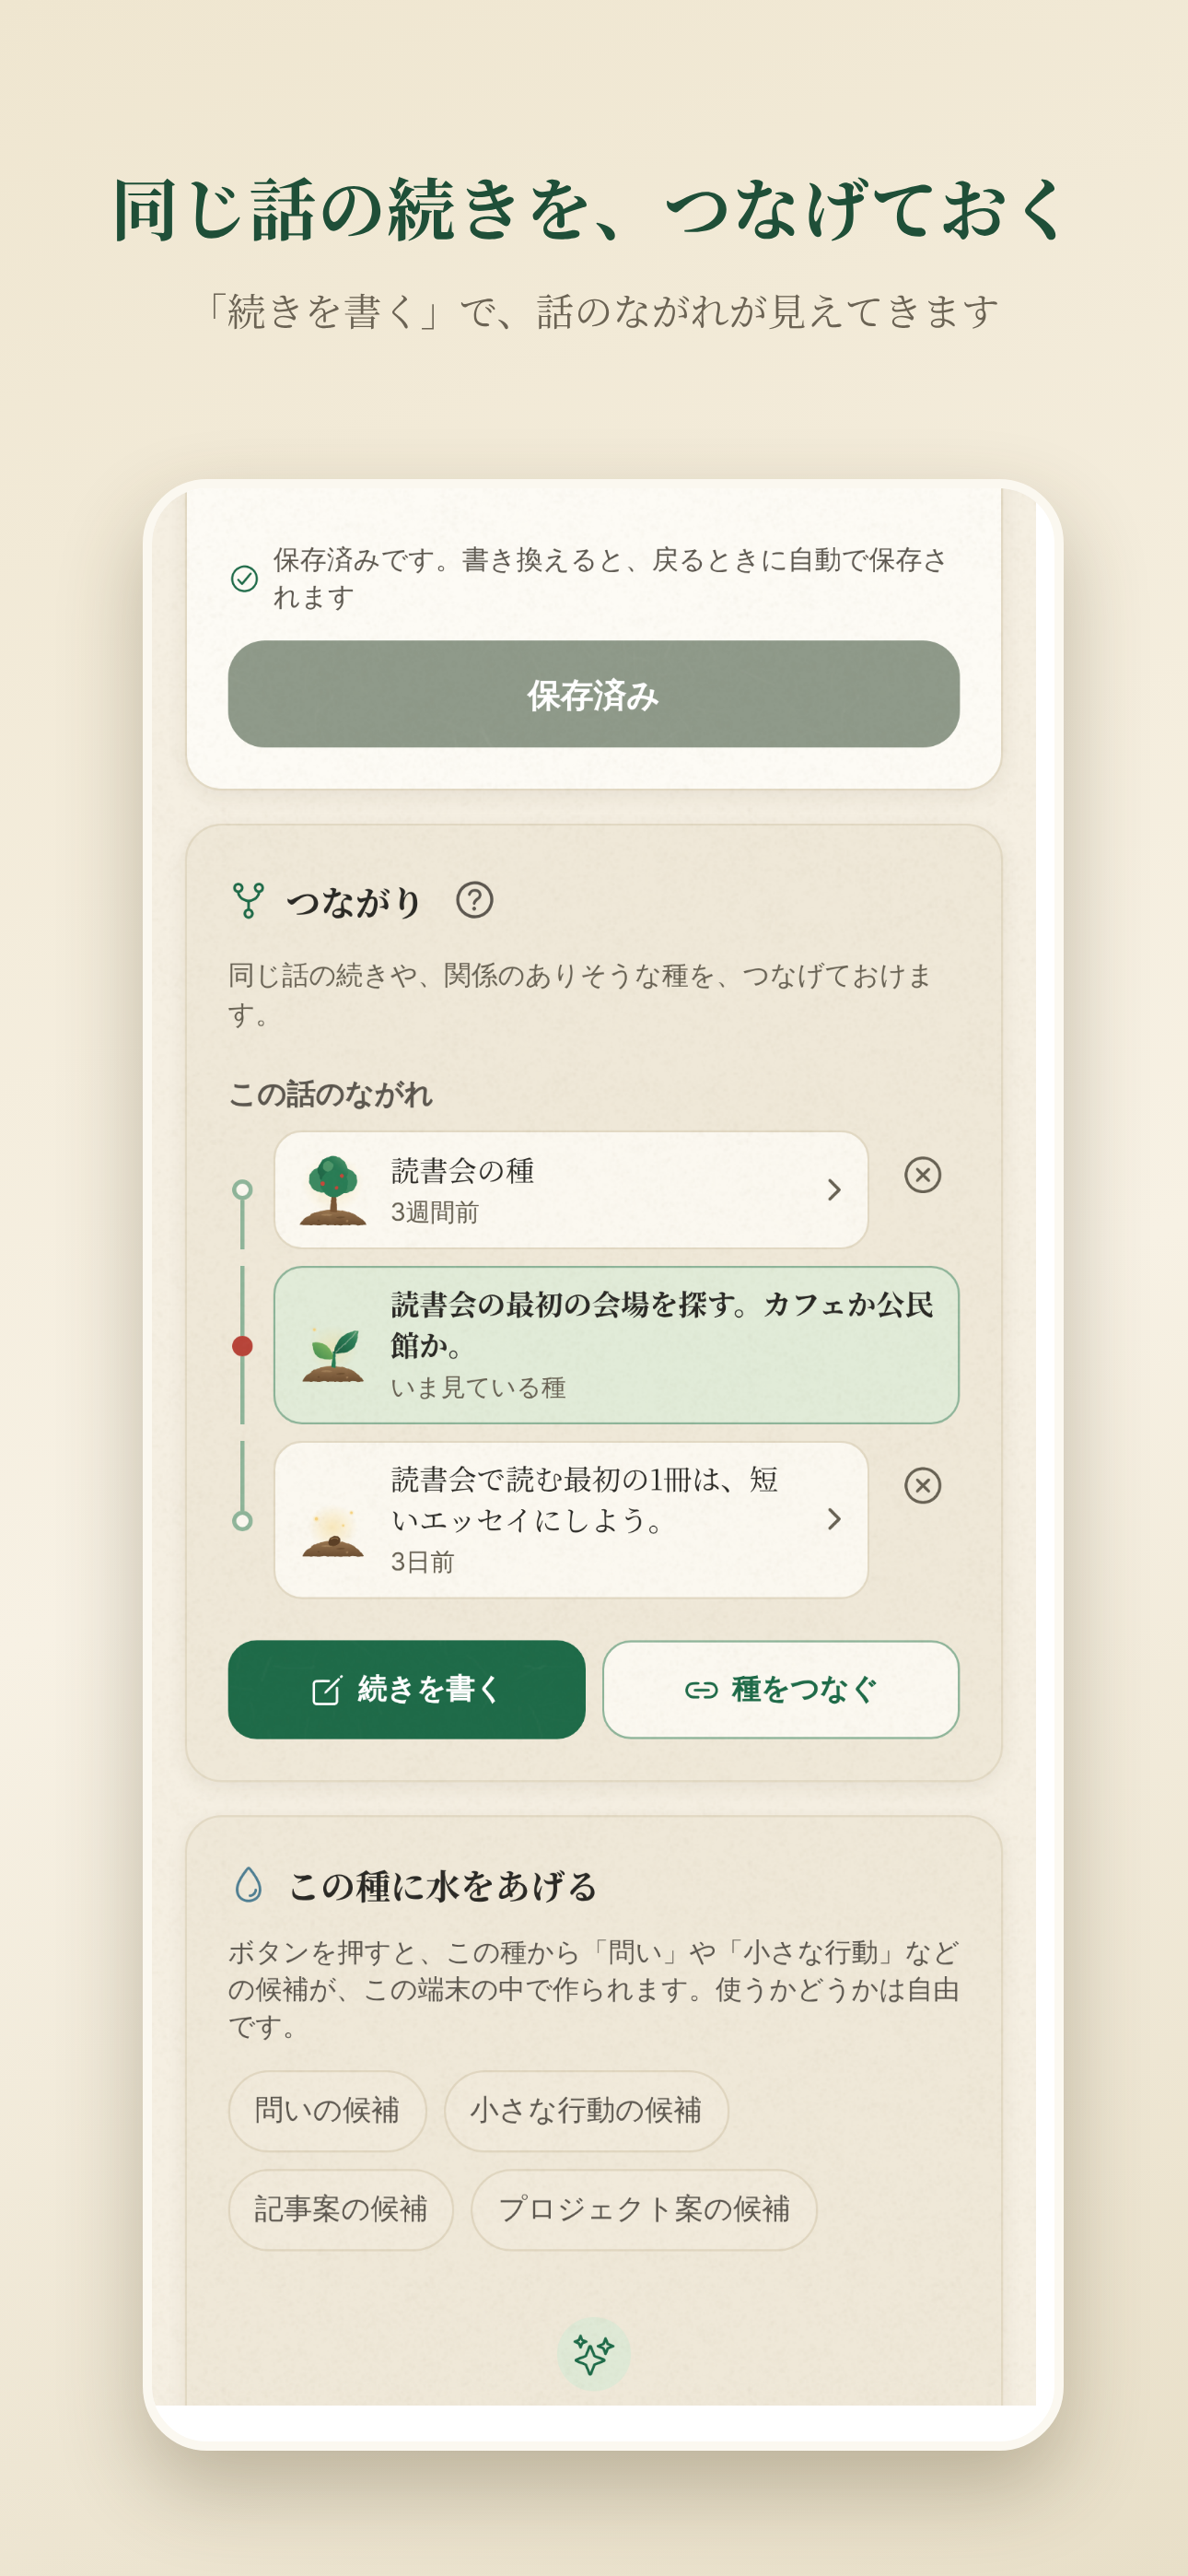 同じ話の続きを、つなげておく
「続きを書く」で、話のながれが見えてきます
保存済みです。書き換えると、戻るときに自動で保存さ
れます
保存済み
つながり
同じ話の続きや、関係のありそうな種を、つなげておけま
す。
この話のながれ
読書会の種
3週間前
読書会の最初の会場を探す。カフェか公民
館か。
いま見ている種
読書会で読む最初の1冊は、短
いエッセイにしよう。
3日前
続きを書く
種をつなぐ
この種に水をあげる
ボタンを押すと、この種から「問い」や「小さな行動」など
の候補が、この端末の中で作られます。使うかどうかは自由
です。
問いの候補
小さな行動の候補
記事案の候補
プロジェクト案の候補